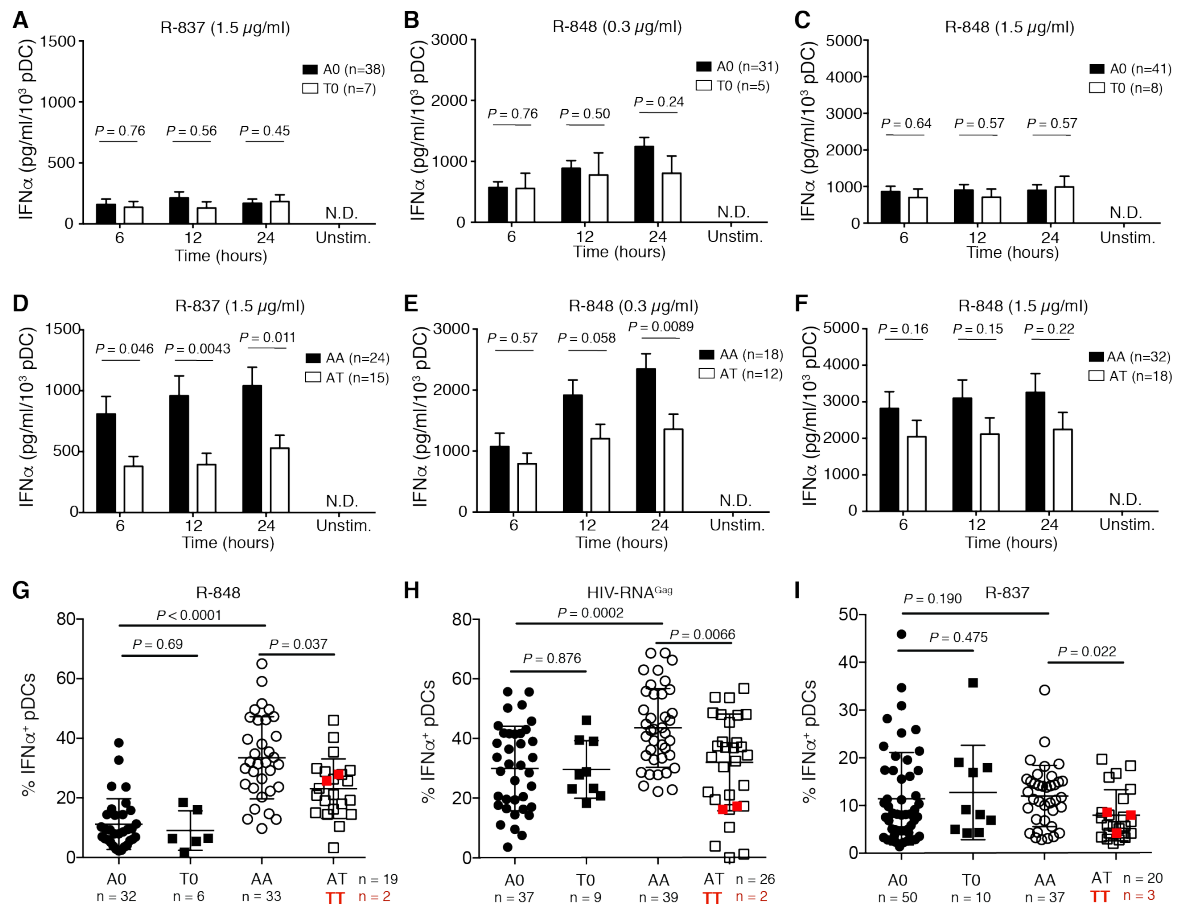 A
R-837 (1.5 µg/ml)
IFNα (pg/ml/10³ pDC)
1500
1000
500
0
A0 (n=38)
T0 (n=7)
P = 0.76
P = 0.56
P = 0.45
N.D.
6
12
24
Unstim.
Time (hours)
B
R-848 (0.3 µg/ml)
IFNα (pg/ml/10³ pDC)
3000
2000
1000
0
A0 (n=31)
T0 (n=5)
P = 0.76
P = 0.50
P = 0.24
N.D.
6
12
24
Unstim.
Time (hours)
C
R-848 (1.5 µg/ml)
IFNα (pg/ml/10³ pDC)
5000
4000
3000
2000
1000
0
A0 (n=41)
T0 (n=8)
P = 0.64
P = 0.57
P = 0.57
N.D.
6
12
24
Unstim.
Time (hours)
D
R-837 (1.5 µg/ml)
IFNα (pg/ml/10³ pDC)
1500
1000
500
0
P = 0.046
P = 0.0043
P = 0.011
AA (n=24)
AT (n=15)
N.D.
6
12
24
Unstim.
Time (hours)
E
R-848 (0.3 µg/ml)
IFNα (pg/ml/10³ pDC)
3000
2000
1000
0
P = 0.57
P = 0.058
P = 0.0089
AA (n=18)
AT (n=12)
N.D.
6
12
24
Unstim.
Time (hours)
F
R-848 (1.5 µg/ml)
IFNα (pg/ml/10³ pDC)
5000
4000
3000
2000
1000
0
P = 0.16
P = 0.15
P = 0.22
AA (n=32)
AT (n=18)
N.D.
6
12
24
Unstim.
Time (hours)
G
R-848
% IFNα⁺ pDCs
80
60
40
20
0
P < 0.0001
P = 0.69
P = 0.037
A0
T0
AA
AT n = 19
n = 32
n = 6
n = 33
TT n = 2
H
HIV-RNAᴳᵃᵍ
% IFNα⁺ pDCs
80
60
40
20
0
P = 0.0002
P = 0.876
P = 0.0066
A0
T0
AA
AT n = 26
n = 37
n = 9
n = 39
TT n = 2
I
R-837
% IFNα⁺ pDCs
50
40
30
20
10
0
P = 0.190
P = 0.475
P = 0.022
A0
T0
AA
AT n = 20
n = 50
n = 10
n = 37
TT n = 3